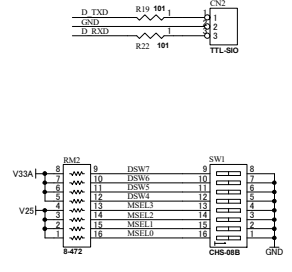 CN2
R19 101
D_TXD 1 1 1
GND 2 2
D_RXD 1 3 3
R22 101
TTL-SIO
RM2 SW1
8 9 DSW7 9 8
V33A 7 10 DSW6 10 7
6 11 DSW5 11 6
5 12 DSW4 12 5
V25 4 13 MSEL3 13 4
3 14 MSEL2 14 3
2 15 MSEL1 15 2
1 16 MSEL0 16 1
8-472 CHS-08B GND